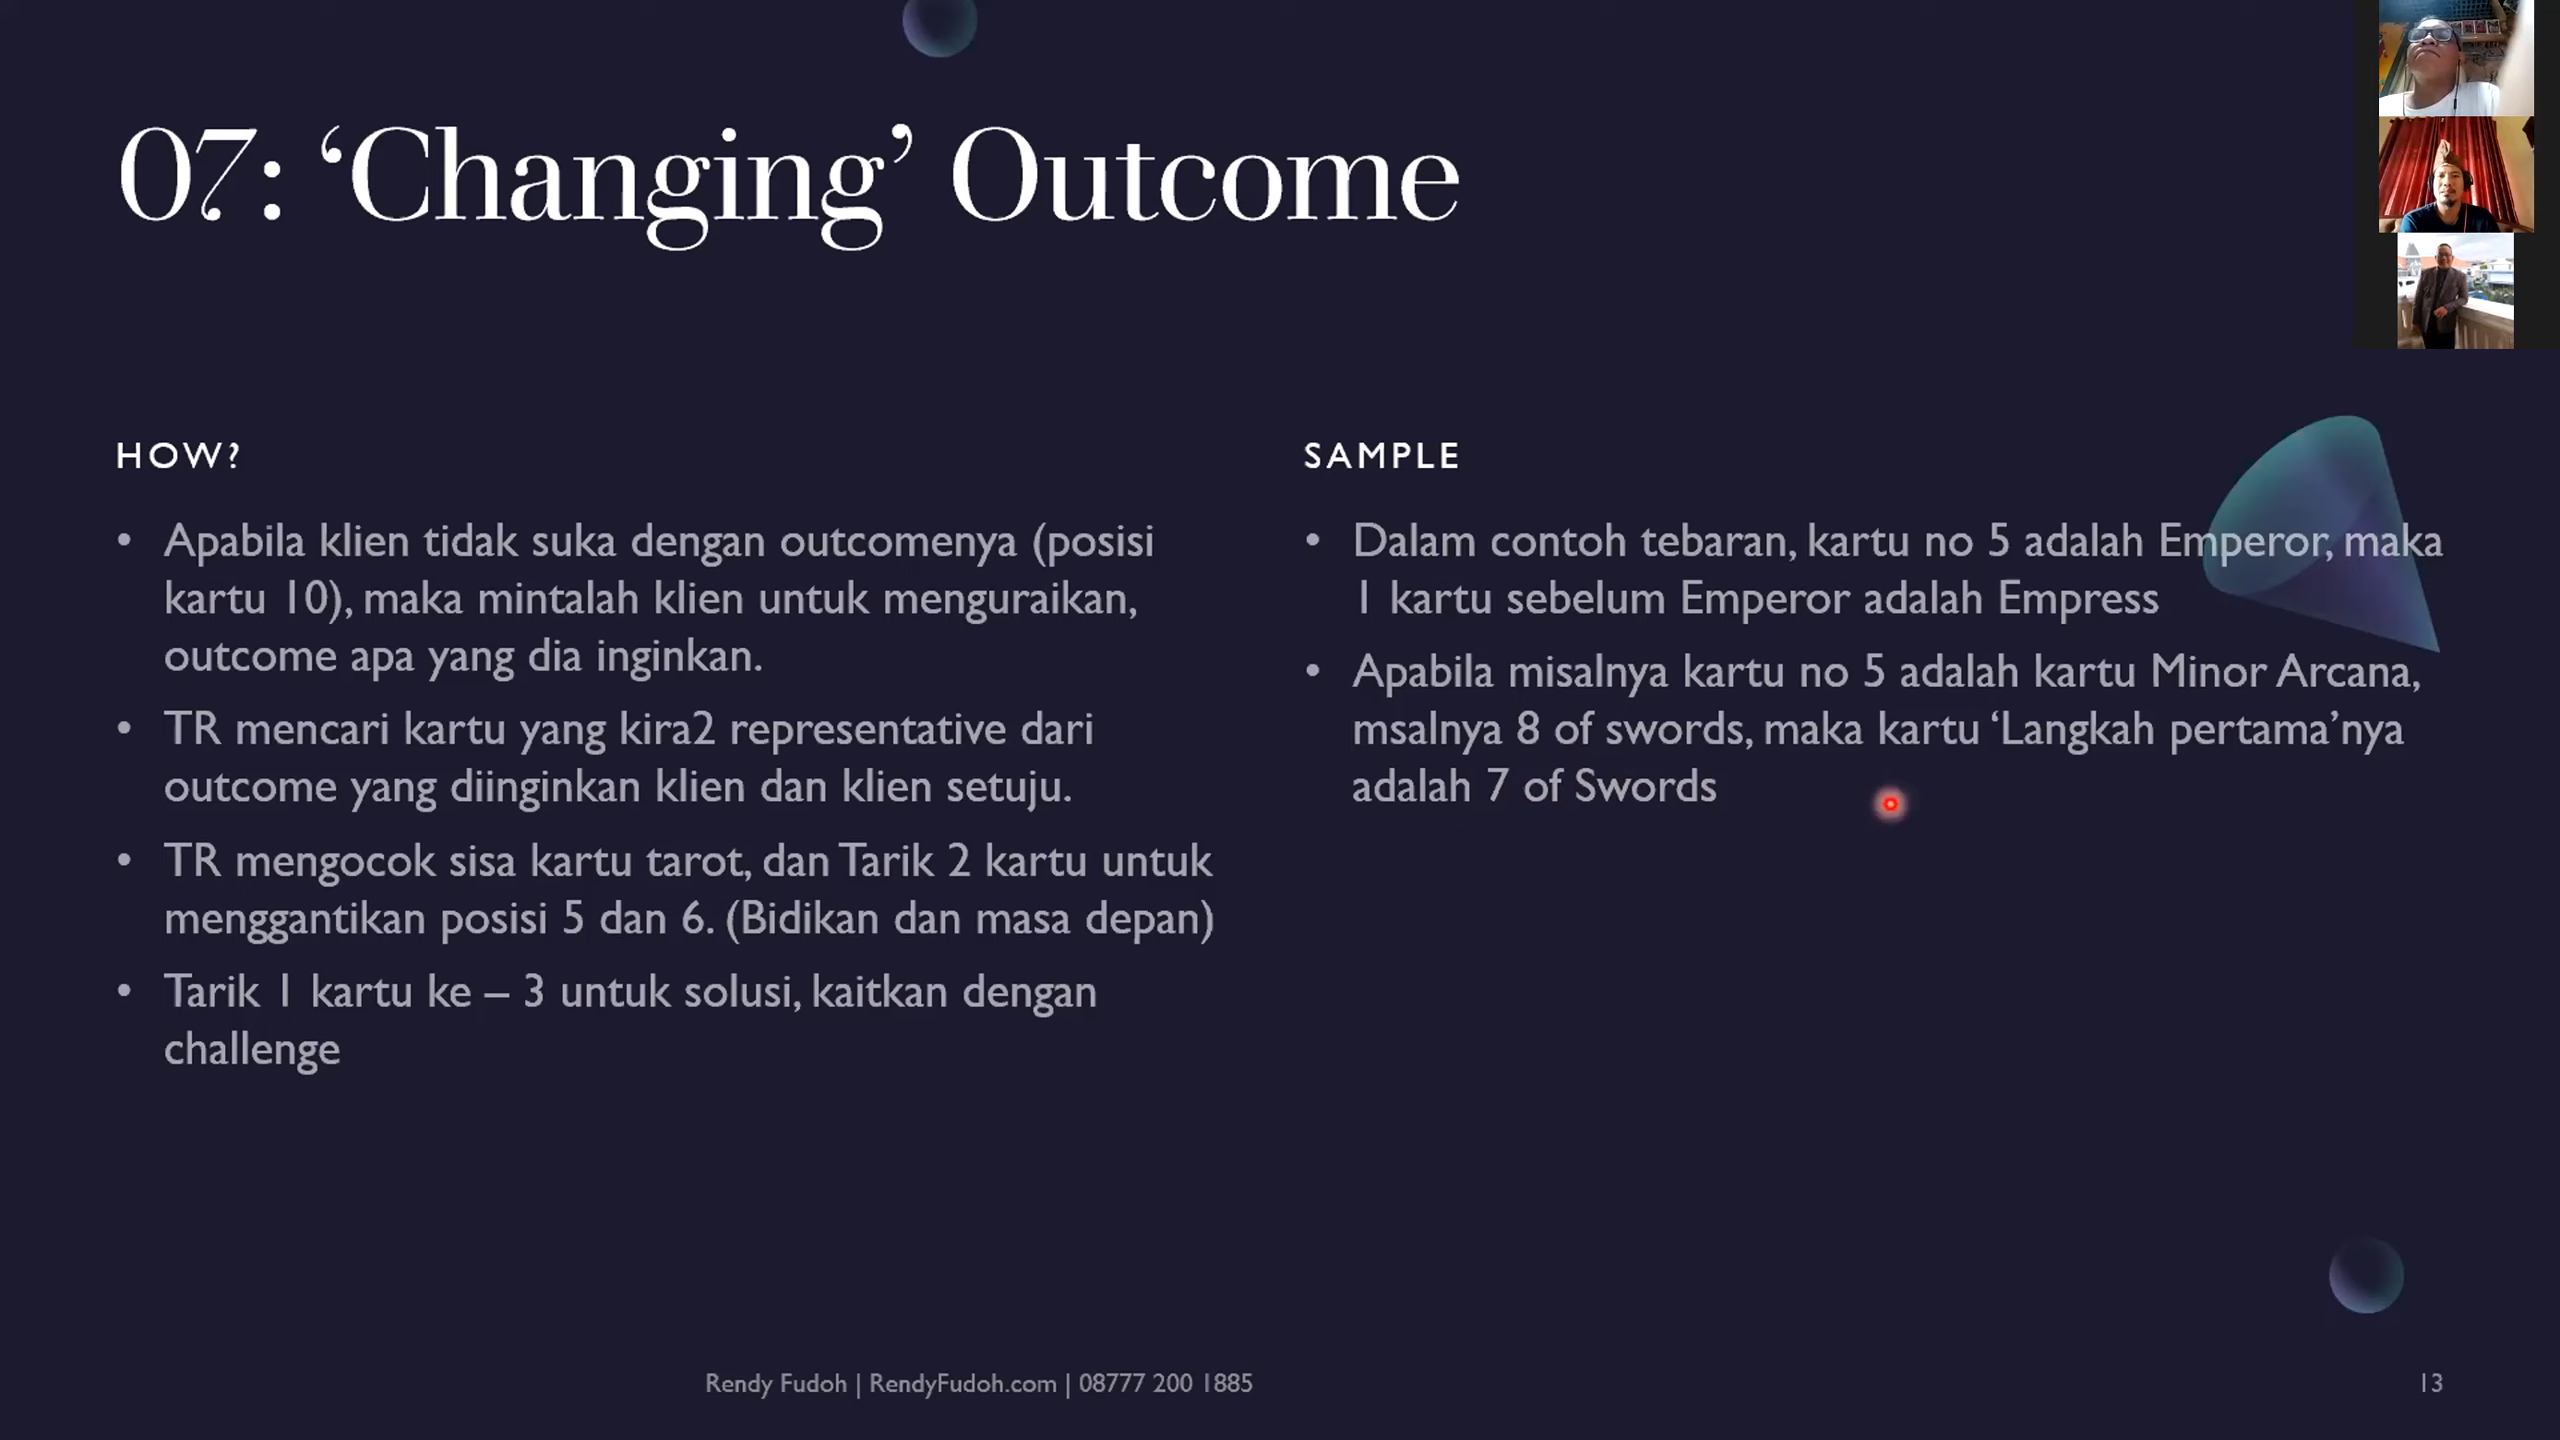 07: ‘Changing’ Outcome
HOW?
• Apabila klien tidak suka dengan outcomenya (posisi
kartu 10), maka mintalah klien untuk menguraikan,
outcome apa yang dia inginkan.
• TR mencari kartu yang kira2 representative dari
outcome yang diinginkan klien dan klien setuju.
• TR mengocok sisa kartu tarot, dan Tarik 2 kartu untuk
menggantikan posisi 5 dan 6. (Bidikan dan masa depan)
• Tarik 1 kartu ke – 3 untuk solusi, kaitkan dengan
challenge
SAMPLE
• Dalam contoh tebaran, kartu no 5 adalah Emperor, maka
1 kartu sebelum Emperor adalah Empress
• Apabila misalnya kartu no 5 adalah kartu Minor Arcana,
msalnya 8 of swords, maka kartu ‘Langkah pertama’nya
adalah 7 of Swords
Rendy Fudoh | RendyFudoh.com | 08777 200 1885
13